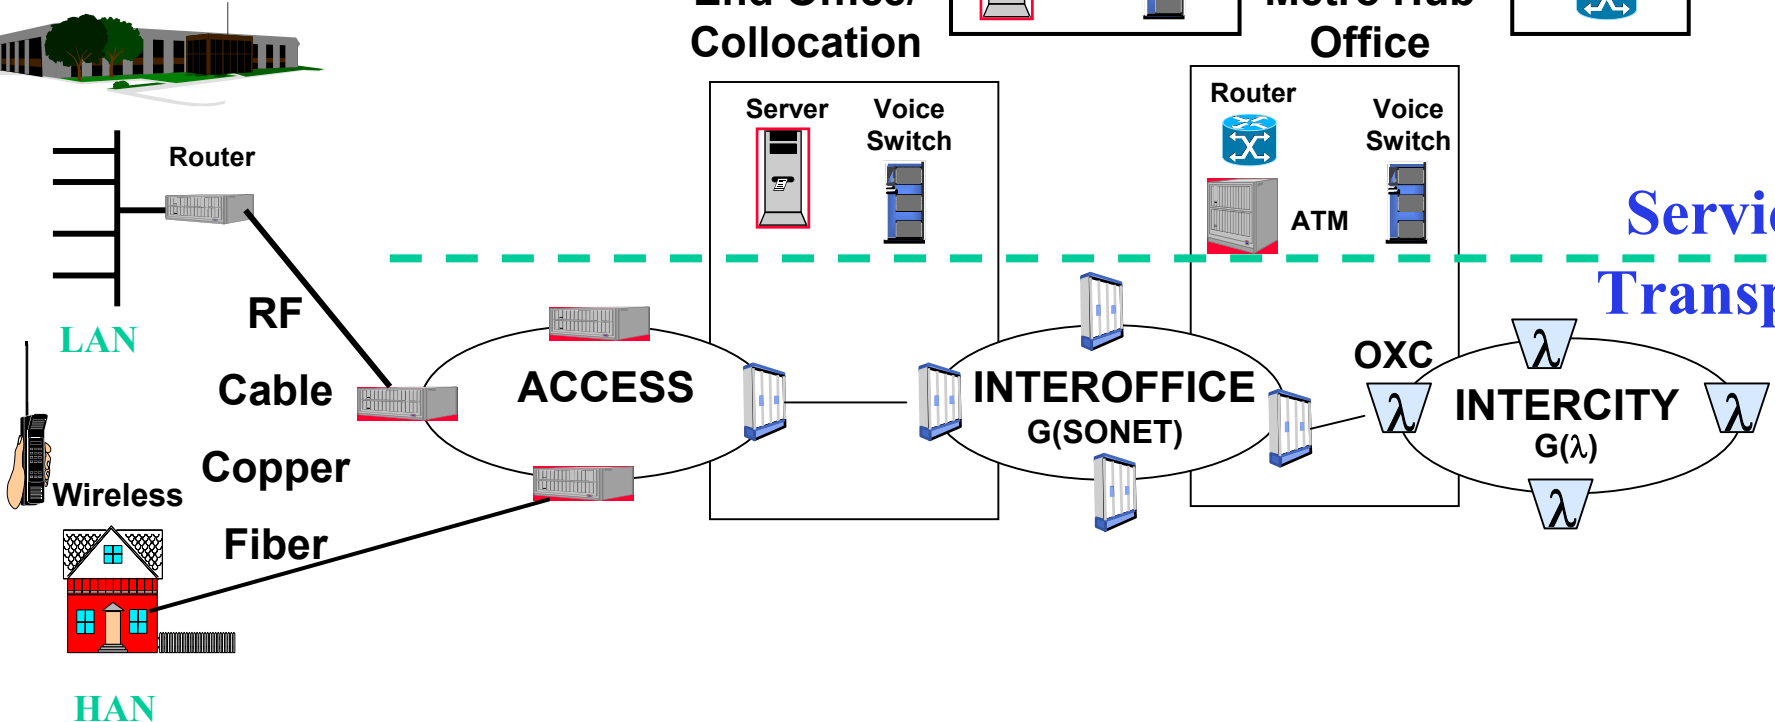 Collocation
Office
Server
Voice
Switch
Router
Voice
Switch
ATM
Router
LAN
RF
Cable
Copper
Fiber
Wireless
HAN
ACCESS
INTEROFFICE
G(SONET)
OXC
INTERCITY
G(λ)
λ
λ
λ
λ